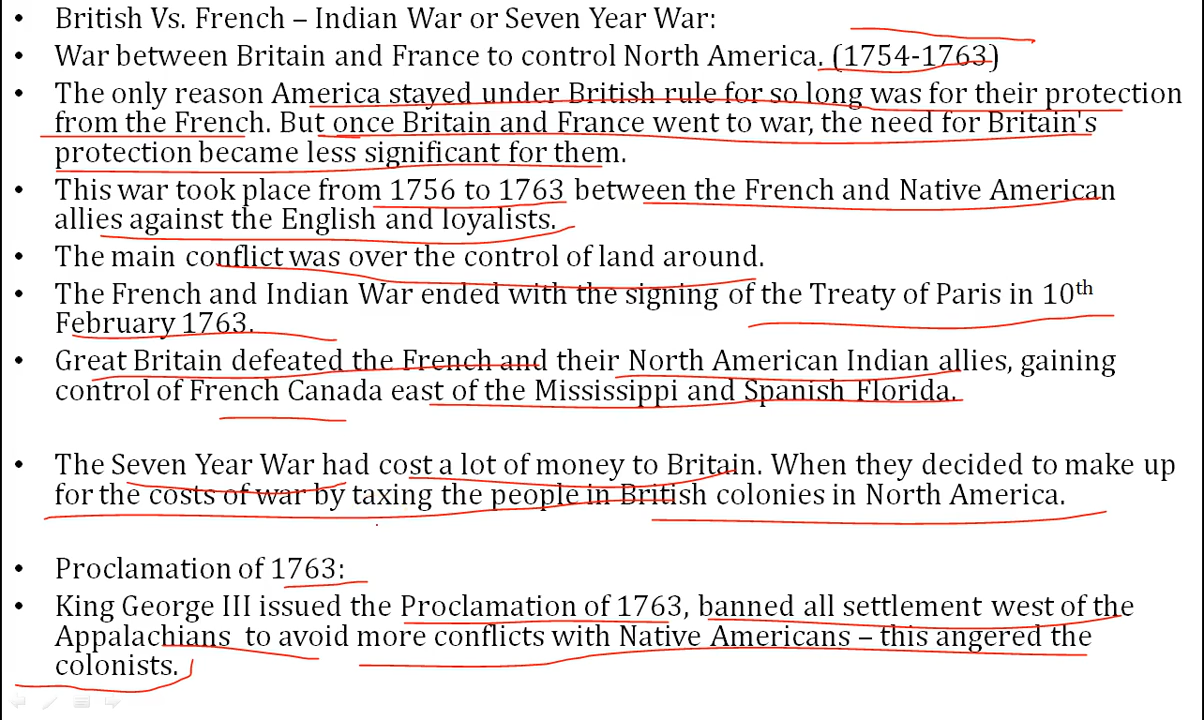 • British Vs. French – Indian War or Seven Year War:
• War between Britain and France to control North America. (1754-1763)
• The only reason America stayed under British rule for so long was for their protection
from the French. But once Britain and France went to war, the need for Britain's
protection became less significant for them.
• This war took place from 1756 to 1763 between the French and Native American
allies against the English and loyalists.
• The main conflict was over the control of land around.
• The French and Indian War ended with the signing of the Treaty of Paris in 10th
February 1763.
• Great Britain defeated the French and their North American Indian allies, gaining
control of French Canada east of the Mississippi and Spanish Florida.
• The Seven Year War had cost a lot of money to Britain. When they decided to make up
for the costs of war by taxing the people in British colonies in North America.
• Proclamation of 1763:
• King George III issued the Proclamation of 1763, banned all settlement west of the
Appalachians to avoid more conflicts with Native Americans – this angered the
colonists.